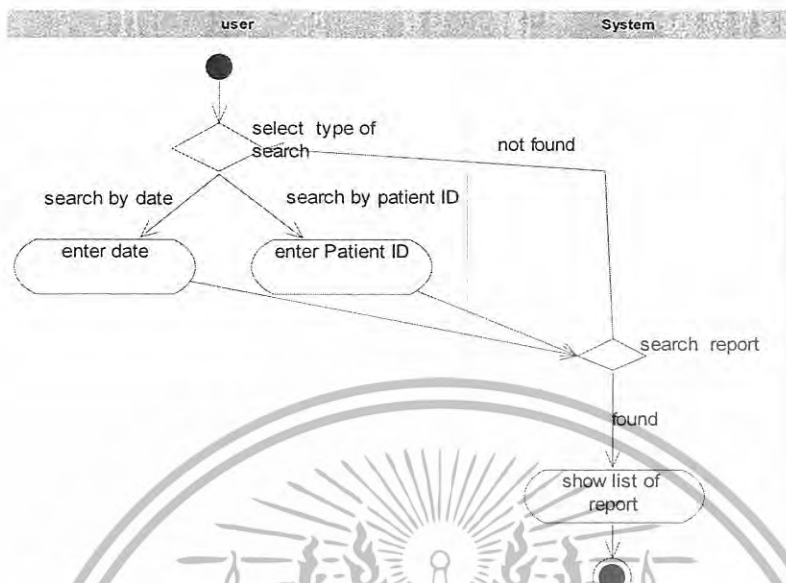 user
System
select type of
search
not found
search by date
search by patient ID
enter date
enter Patient ID
search report
found
show list of
report